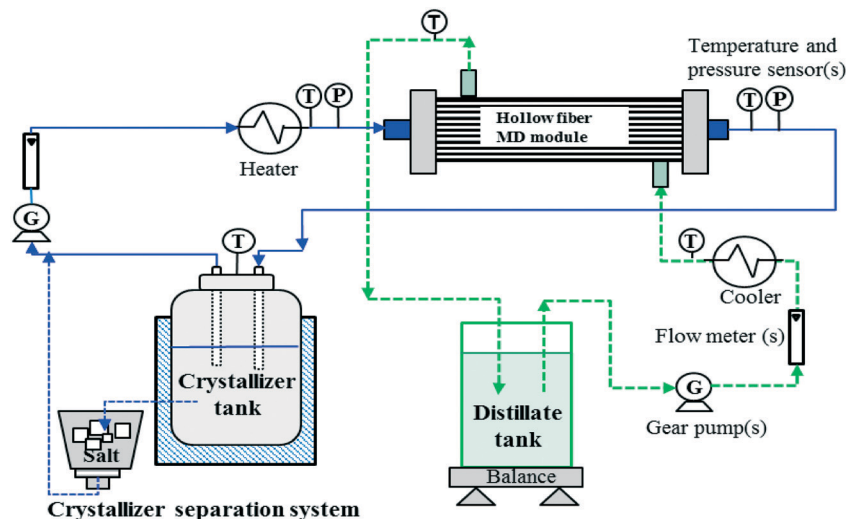 T
Temperature and
pressure sensor(s)
T P
Hollow fiber
MD module
T P
Heater
G
T
T
Cooler
Crystallizer
tank
Flow meter (s)
G
Distillate
tank
Gear pump(s)
Salt
Balance
Crystallizer separation system